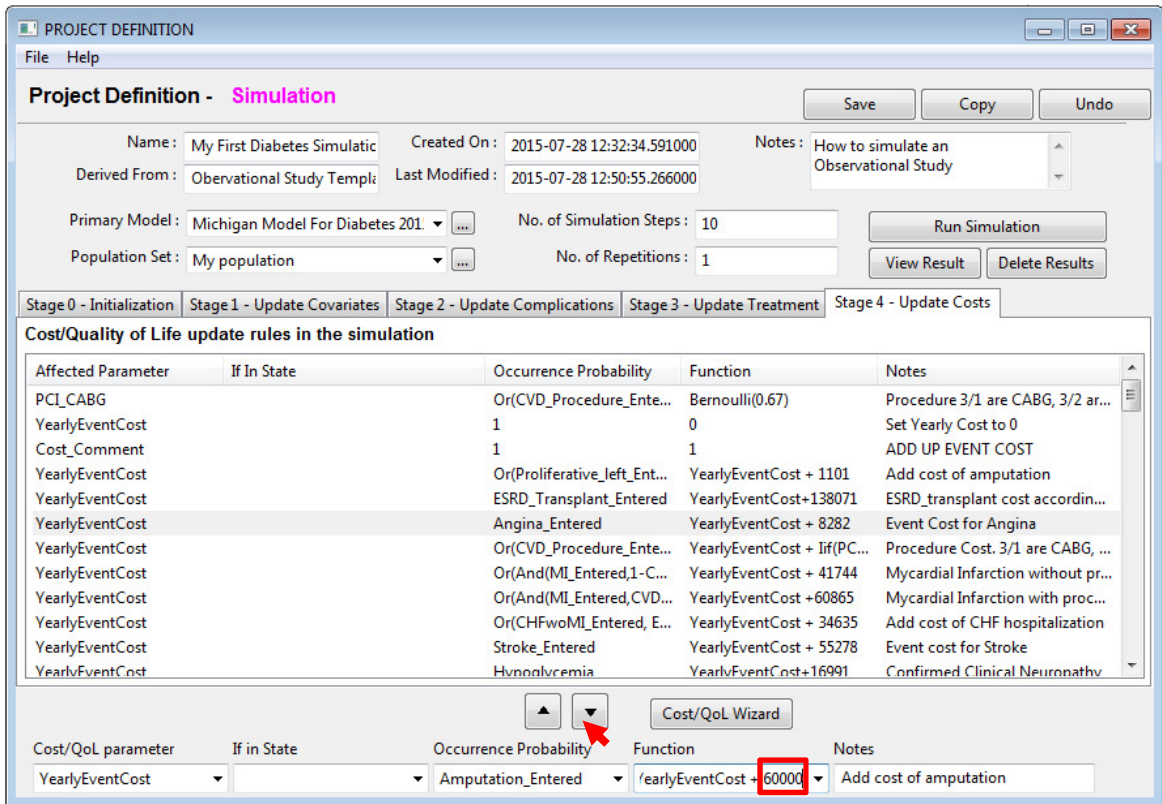 PROJECT DEFINITION
File Help
Project Definition - Simulation
Save Copy Undo
Name : My First Diabetes Simulatic Created On : 2015-07-28 12:32:34.591000 Notes : How to simulate an
Observational Study
Derived From : Obervational Study Templa Last Modified : 2015-07-28 12:50:55.266000
Primary Model : Michigan Model For Diabetes 201 ... No. of Simulation Steps : 10 Run Simulation
Population Set : My population ... No. of Repetitions : 1 View Result Delete Results
Stage 0 - Initialization Stage 1 - Update Covariates Stage 2 - Update Complications Stage 3 - Update Treatment Stage 4 - Update Costs
Cost/Quality of Life update rules in the simulation
Affected Parameter If In State Occurrence Probability Function Notes
PCI_CABG Or(CVD_Procedure_Ente... Bernoulli(0.67) Procedure 3/1 are CABG, 3/2 ar...
YearlyEventCost 1 0 Set Yearly Cost to 0
Cost_Comment 1 1 ADD UP EVENT COST
YearlyEventCost Or(Proliferative_left_Ent... YearlyEventCost + 1101 Add cost of amputation
YearlyEventCost ESRD_Transplant_Entered YearlyEventCost+138071 ESRD_transplant cost accordin...
YearlyEventCost Angina_Entered YearlyEventCost + 8282 Event Cost for Angina
YearlyEventCost Or(CVD_Procedure_Ente... YearlyEventCost + Iif(PC... Procedure Cost. 3/1 are CABG, ...
YearlyEventCost Or(And(MI_Entered,1-C... YearlyEventCost + 41744 Mycardial Infarction without pr...
YearlyEventCost Or(And(MI_Entered,CVD... YearlyEventCost +60865 Mycardial Infarction with proc...
YearlyEventCost Or(CHFwoMI_Entered, E... YearlyEventCost + 34635 Add cost of CHF hospitalization
YearlyEventCost Stroke_Entered YearlyEventCost + 55278 Event cost for Stroke
YearlyEventCost Hypoglycemia YearlyEventCost+16991 Confirmed Clinical Neuropathy
Cost/QoL Wizard
Cost/QoL parameter If in State Occurrence Probability Function Notes
YearlyEventCost Amputation_Entered YearlyEventCost + 60000 Add cost of amputation